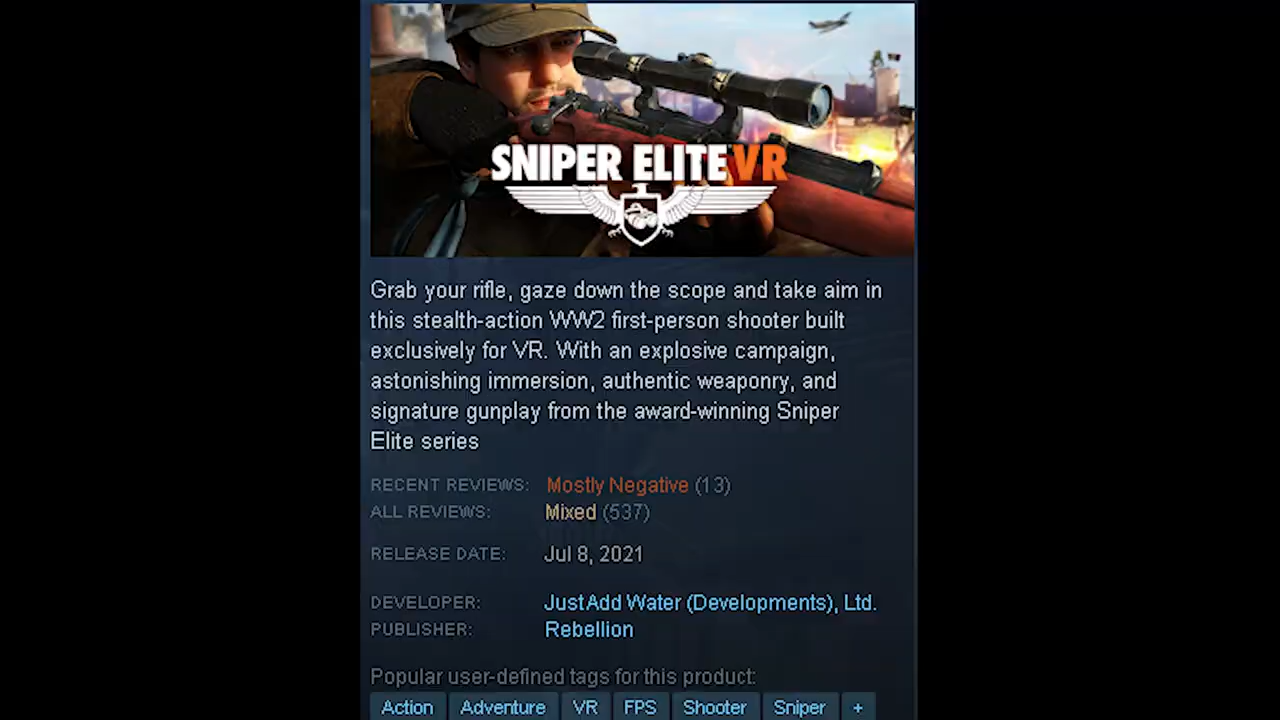 SNIPER ELITE VR
Grab your rifle, gaze down the scope and take aim in
this stealth-action WW2 first-person shooter built
exclusively for VR. With an explosive campaign,
astonishing immersion, authentic weaponry, and
signature gunplay from the award-winning Sniper
Elite series
RECENT REVIEWS: Mostly Negative (13)
ALL REVIEWS: Mixed (537)
RELEASE DATE: Jul 8, 2021
DEVELOPER: Just Add Water (Developments), Ltd.
PUBLISHER: Rebellion
Popular user-defined tags for this product:
Action Adventure VR FPS Shooter Sniper +